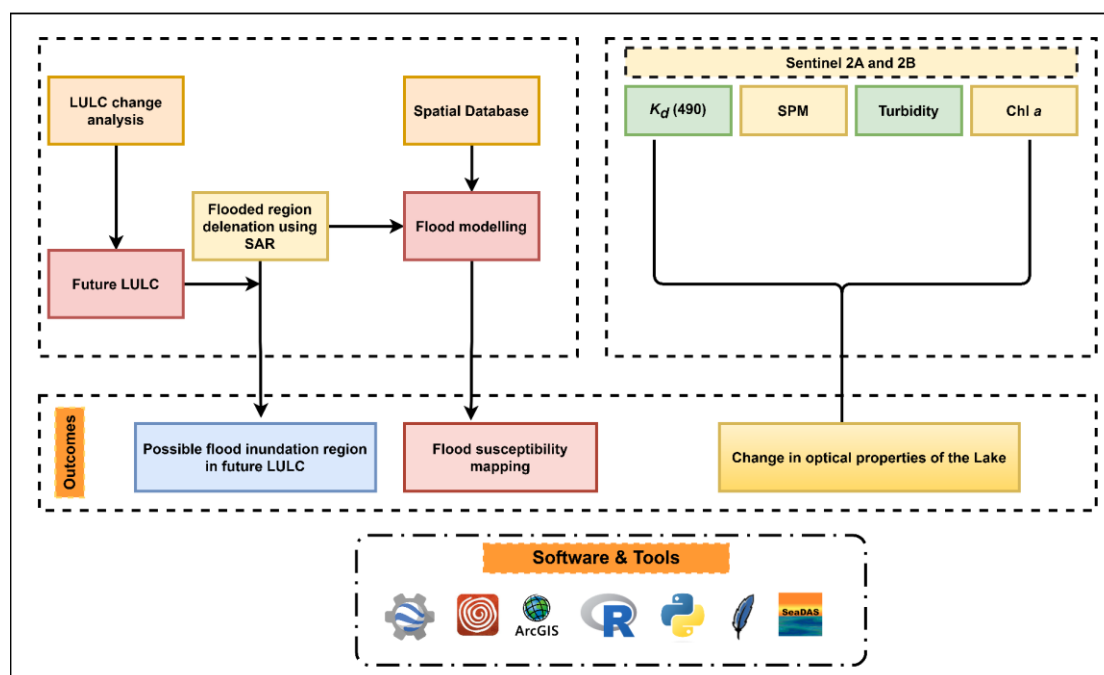 LULC change
analysis
Spatial Database
Flooded region
delenation using
SAR
Flood modelling
Future LULC
Sentinel 2A and 2B
Kd (490)
SPM
Turbidity
Chl a
Outcomes
Possible flood inundation region
in future LULC
Flood susceptibility
mapping
Change in optical properties of the Lake
Software & Tools
ArcGIS
R
SeaDAS